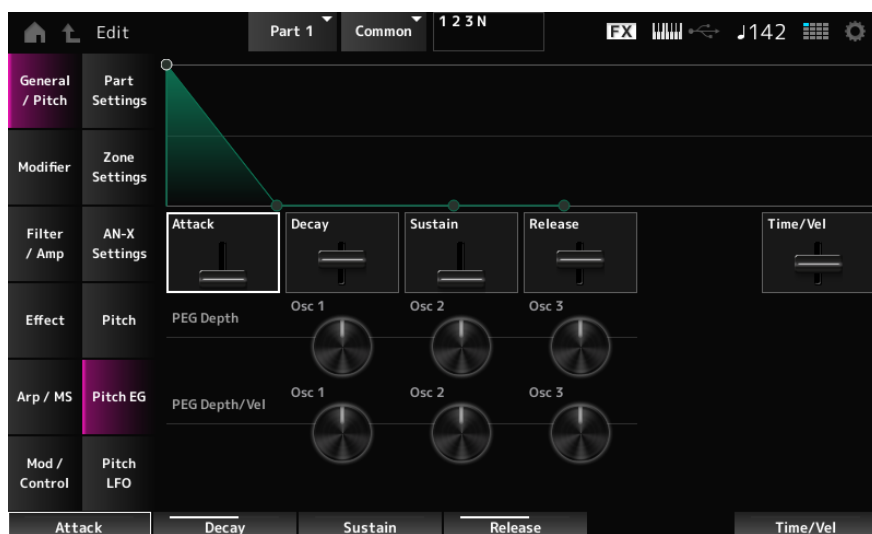 Edit
Part 1
Common
1 2 3 N
FX
♩142
General
/ Pitch
Part
Settings
Modifier
Zone
Settings
Filter
/ Amp
AN-X
Settings
Effect
Pitch
Arp / MS
Pitch EG
Mod /
Control
Pitch
LFO
Attack
Decay
Sustain
Release
Time/Vel
PEG Depth
Osc 1
Osc 2
Osc 3
PEG Depth/Vel
Osc 1
Osc 2
Osc 3
Attack
Decay
Sustain
Release
Time/Vel